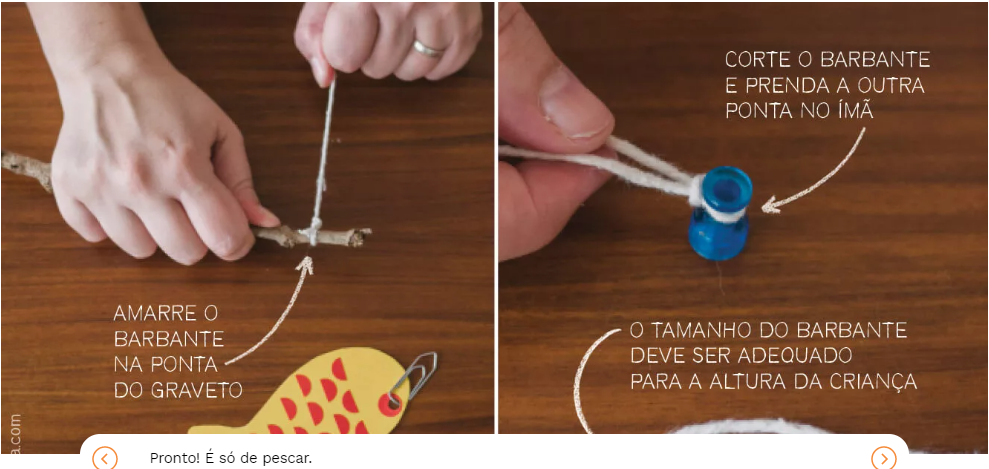 CORTE O BARBANTE
E PRENDA A OUTRA
PONTA NO ÍMÃ
AMARRE O
BARBANTE
NA PONTA
DO GRAVETO
O TAMANHO DO BARBANTE
DEVE SER ADEQUADO
PARA A ALTURA DA CRIANÇA
a.com
Pronto! É só de pescar.